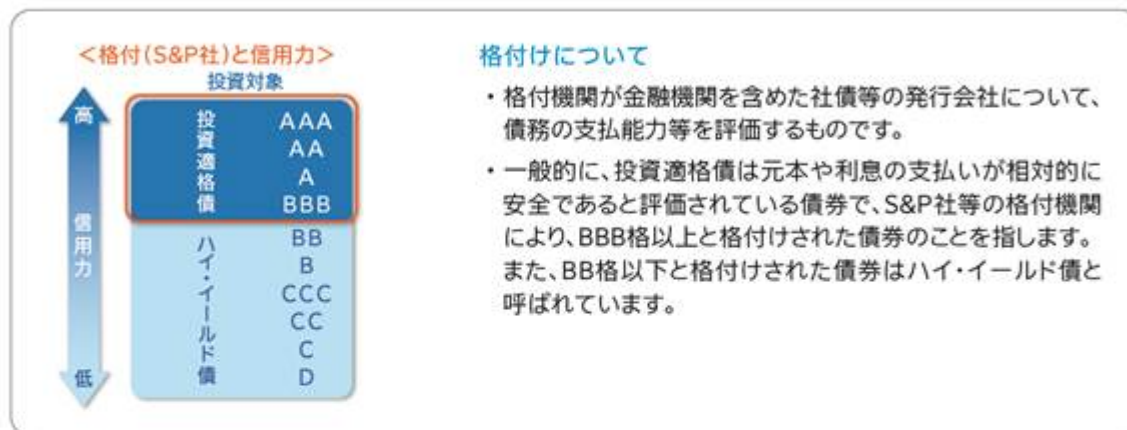 <格付(S&P社)と信用力>
投資対象
高
信用力
低
投資適格債
AAA
AA
A
BBB
ハイ・イールド債
BB
B
CCC
CC
C
D
格付けについて
・格付機関が金融機関を含めた社債等の発行会社について、
債務の支払能力等を評価するものです。
・一般的に、投資適格債は元本や利息の支払いが相対的に
安全であると評価されている債券で、S&P社等の格付機関
により、BBB格以上と格付けされた債券のことを指します。
また、BB格以下と格付けされた債券はハイ・イールド債と
呼ばれています。